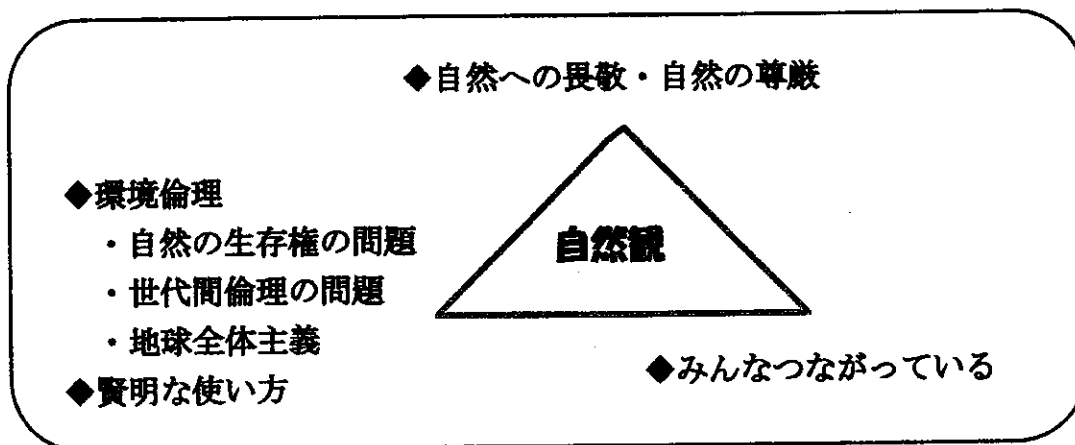 ◆自然への畏敬・自然の尊厳
◆環境倫理
・自然の生存権の問題
・世代間倫理の問題
・地球全体主義
◆賢明な使い方
自然観
◆みんなつながっている